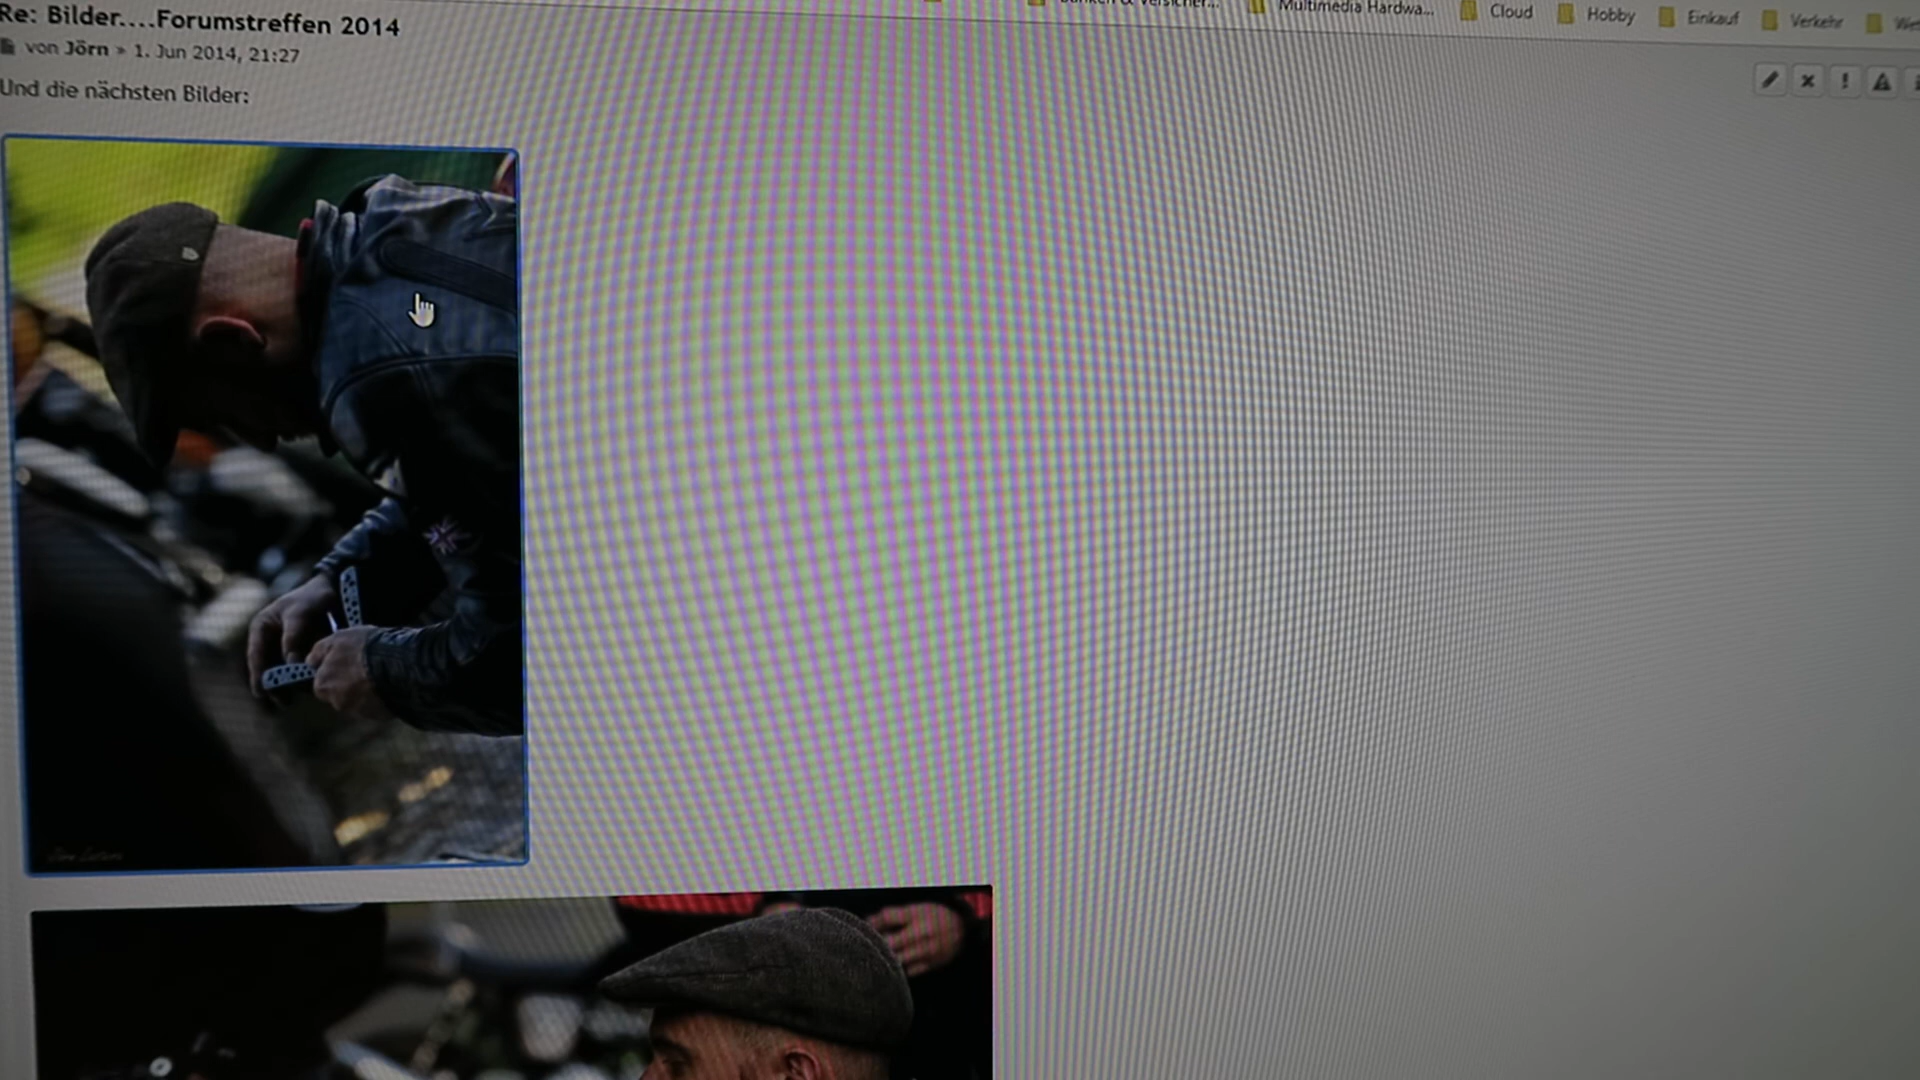 Multimedia Hardwa... Cloud Hobby Einkauf Verkehr
Re: Bilder....Forumstreffen 2014
von Jörn » 1. Jun 2014, 21:27
Und die nächsten Bilder: